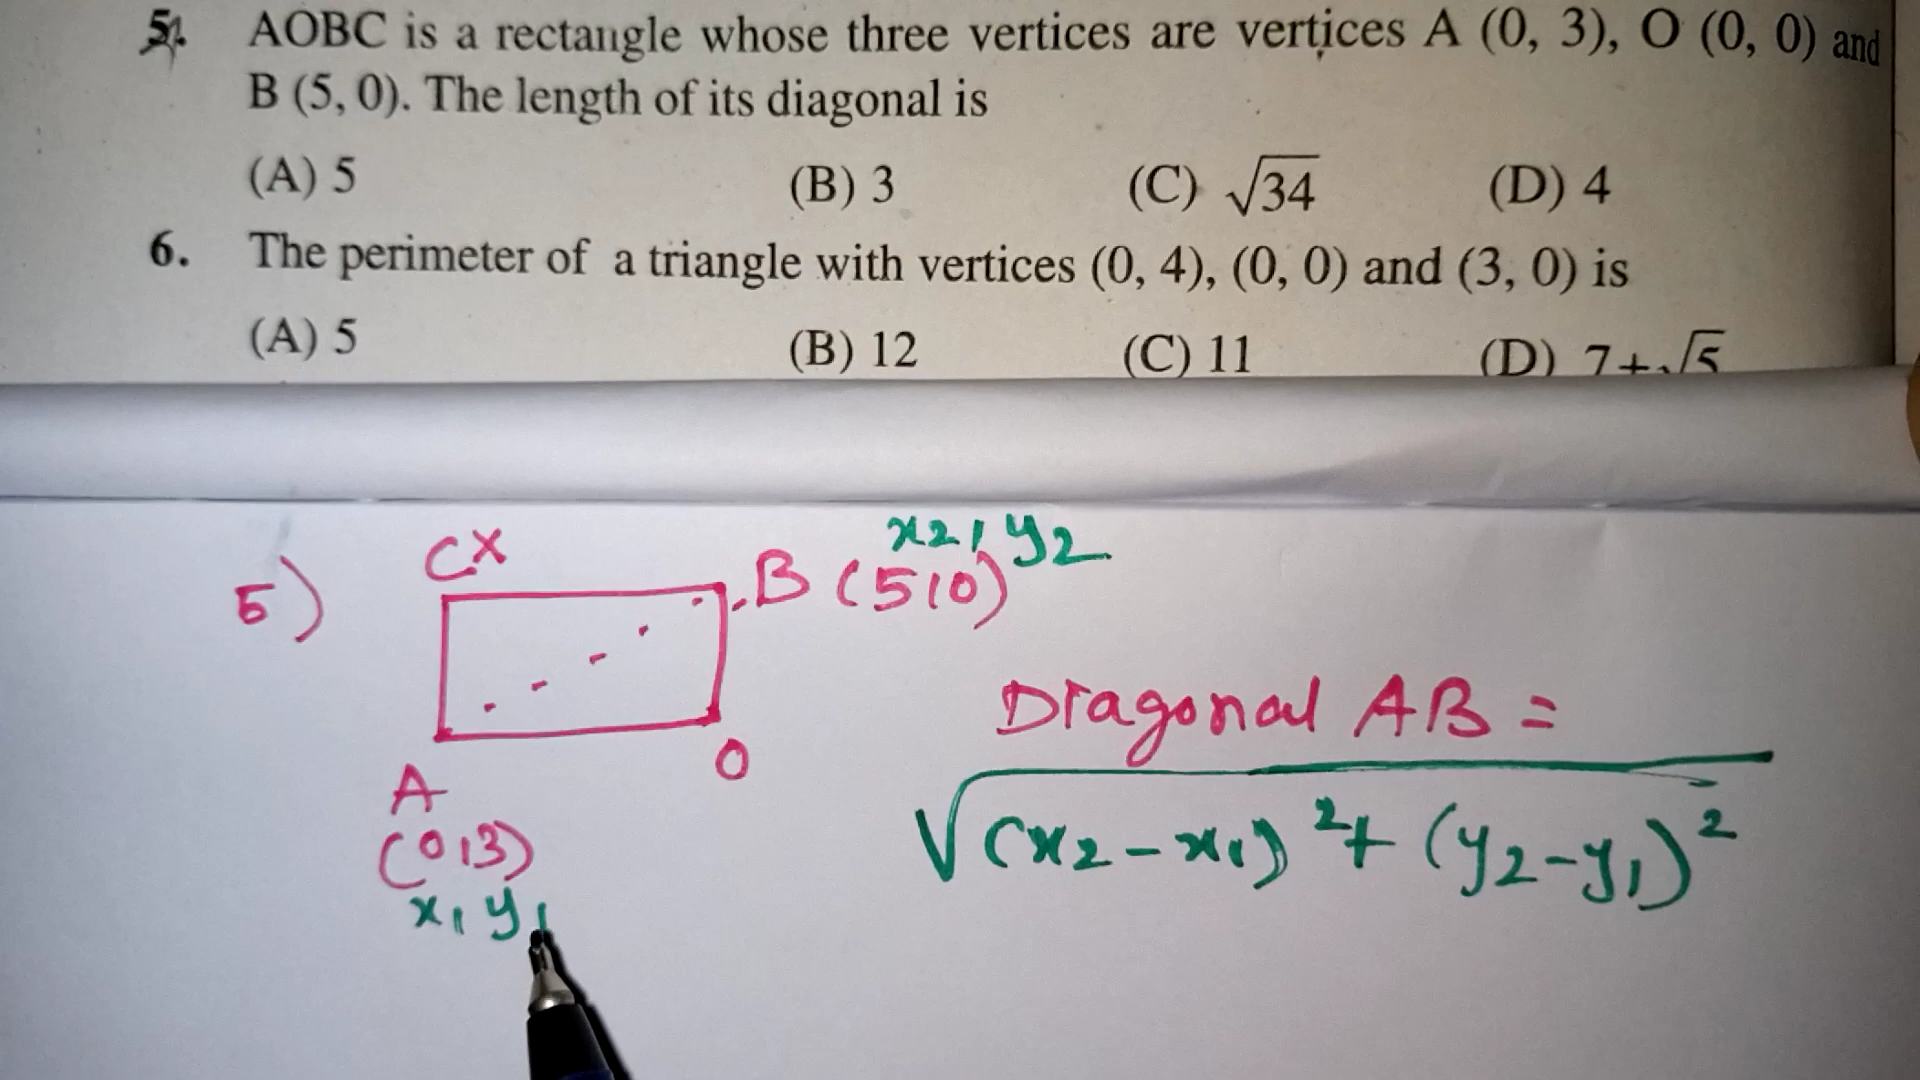 5. AOBC is a rectangle whose three vertices are vertices A (0, 3), O (0, 0) and
B (5, 0). The length of its diagonal is
(A) 5 (B) 3 (C) √34 (D) 4
6. The perimeter of a triangle with vertices (0, 4), (0, 0) and (3, 0) is
(A) 5 (B) 12 (C) 11 (D) 7+√5
x2, y2
5) C x B (5,0)
Diagonal AB =
A O
√(x2-x1)²+(y2-y1)²
(0,3)
x1 y1